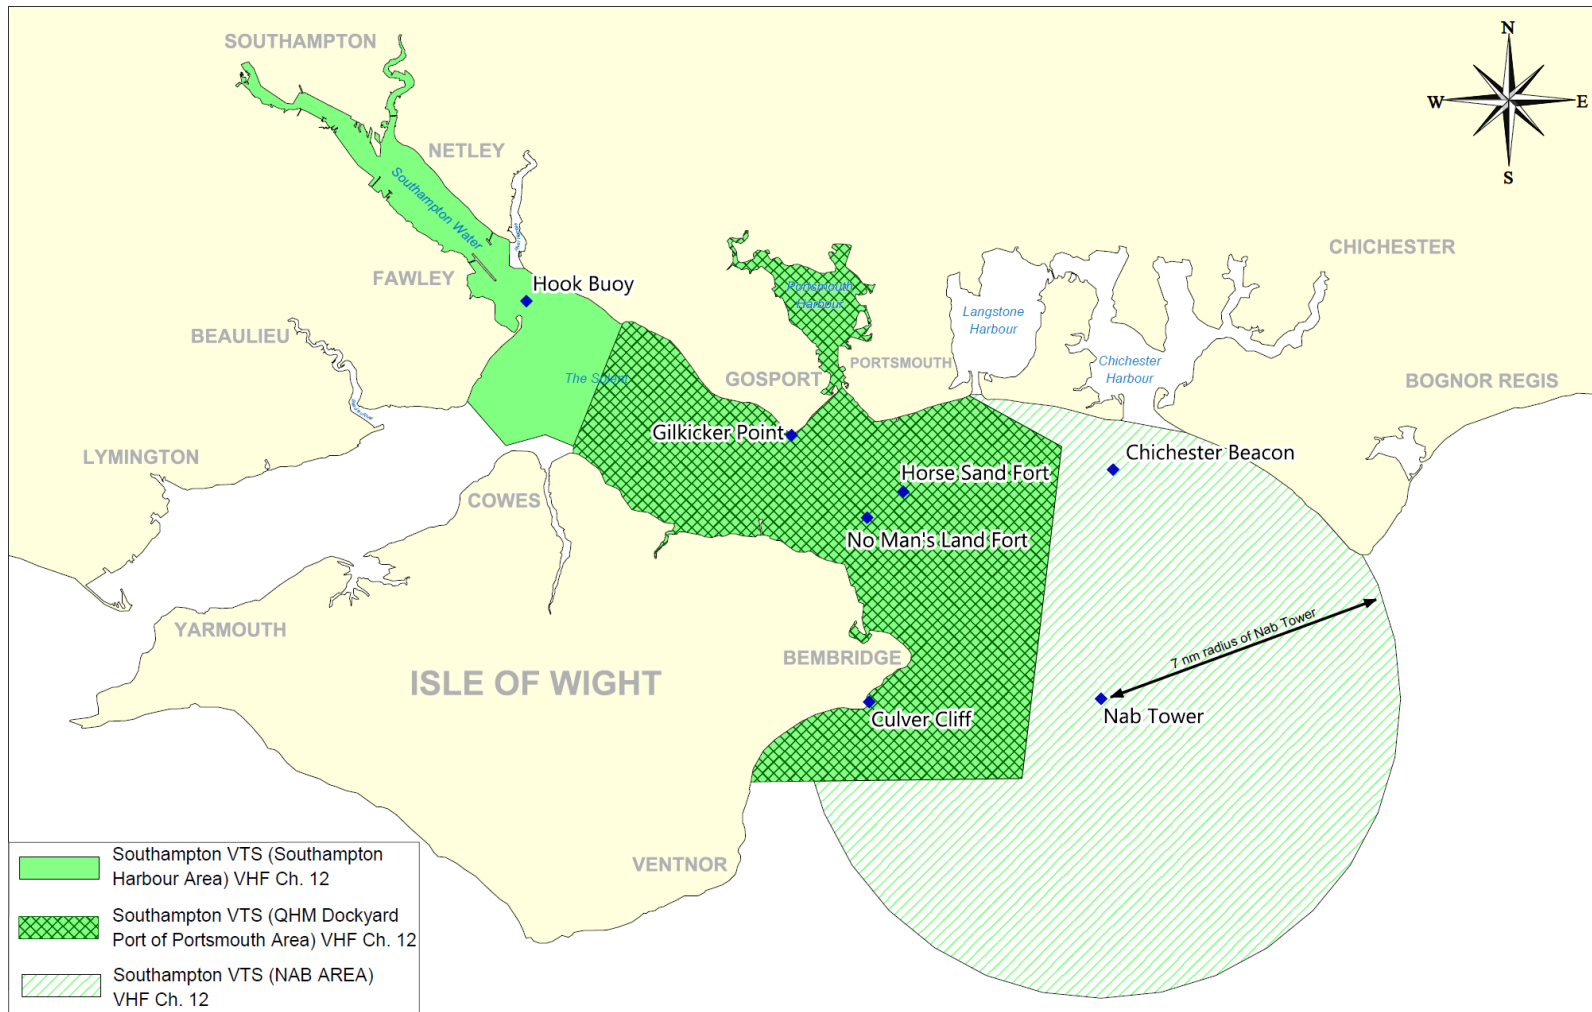 N
W
E
S
SOUTHAMPTON
NETLEY
Southampton Water
FAWLEY
Hook Buoy
BEAULIEU
The Solent
Portsmouth
Harbour
GOSPORT
PORTSMOUTH
Langstone
Harbour
Chichester
Harbour
CHICHESTER
BOGNOR REGIS
LYMINGTON
COWES
Gilkicker Point
Horse Sand Fort
No Man's Land Fort
Chichester Beacon
YARMOUTH
ISLE OF WIGHT
BEMBRIDGE
Culver Cliff
7 nm radius of Nab Tower
Nab Tower
VENTNOR
Southampton VTS (Southampton
Harbour Area) VHF Ch. 12
Southampton VTS (QHM Dockyard
Port of Portsmouth Area) VHF Ch. 12
Southampton VTS (NAB AREA)
VHF Ch. 12